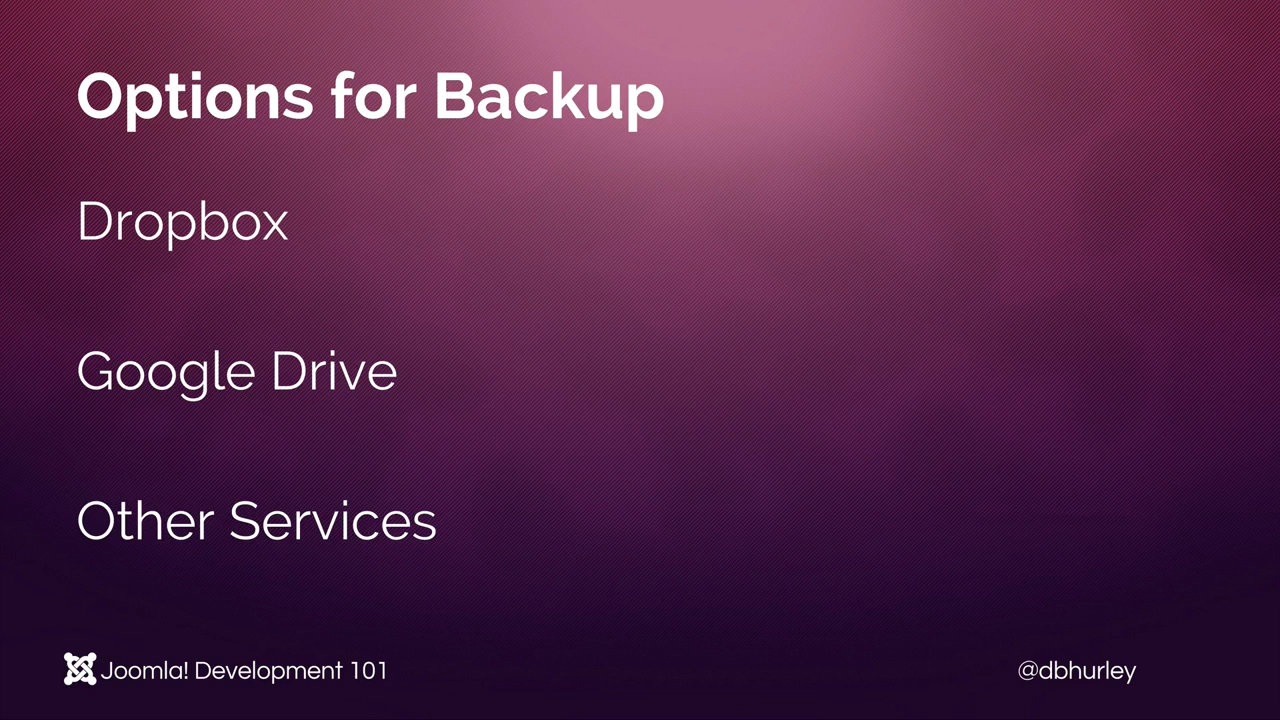 Options for Backup
Dropbox
Google Drive
Other Services
Joomla! Development 101
@dbhurley